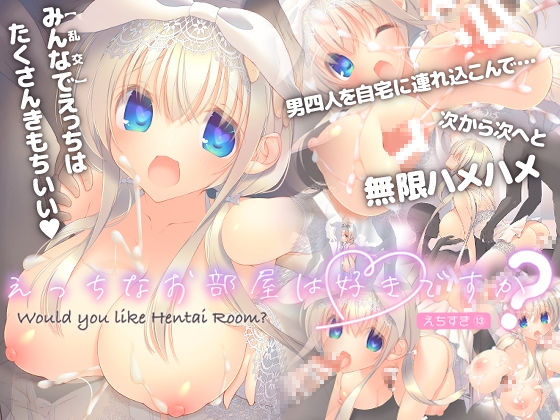 みんなでえっちは
【乱交】
たくさんきもちいい♥
男四人を自宅に連れ込こんで…
次から次へと
無限ハメハメ
えっちなお部屋は好きですか?
Would you like Hentai Room?
えちすき13